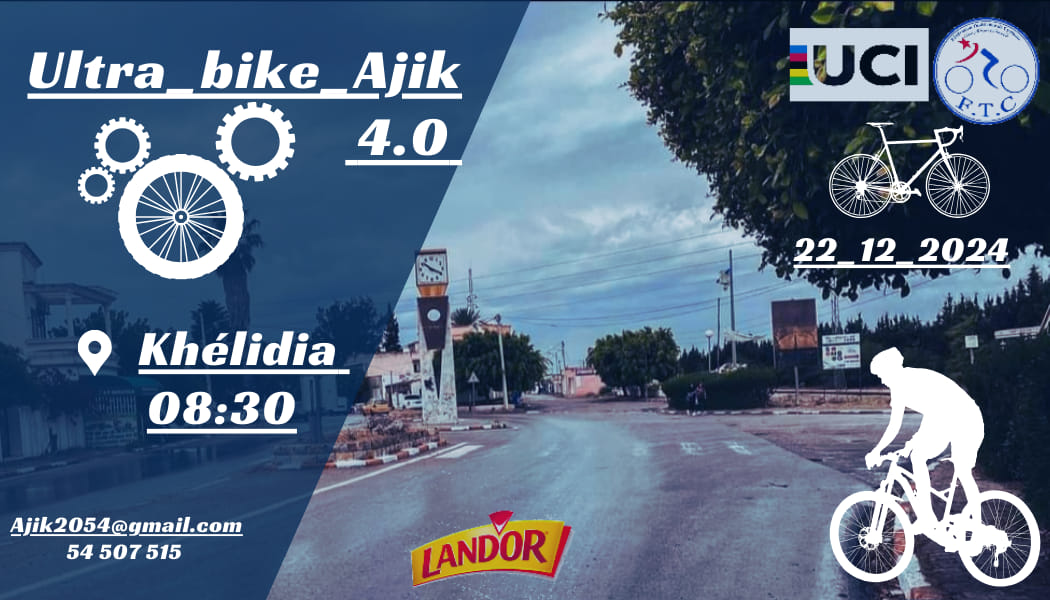 Ultra_bike_Ajik
4.0
UCI
F.T.C
22_12_2024
Khélidia
08:30
Ajik2054@gmail.com
54 507 515
LANDOR